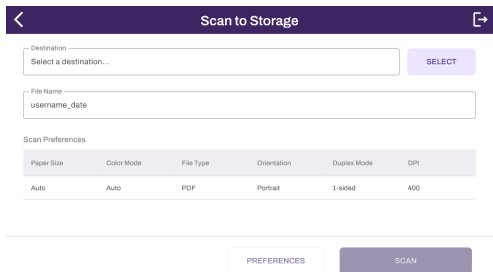 Scan to Storage
Destination
Select a destination...
SELECT
File Name
username_date
Scan Preferences
Paper Size Color Mode File Type Orientation Duplex Mode DPI
Auto Auto PDF Portrait 1-sided 400
PREFERENCES SCAN